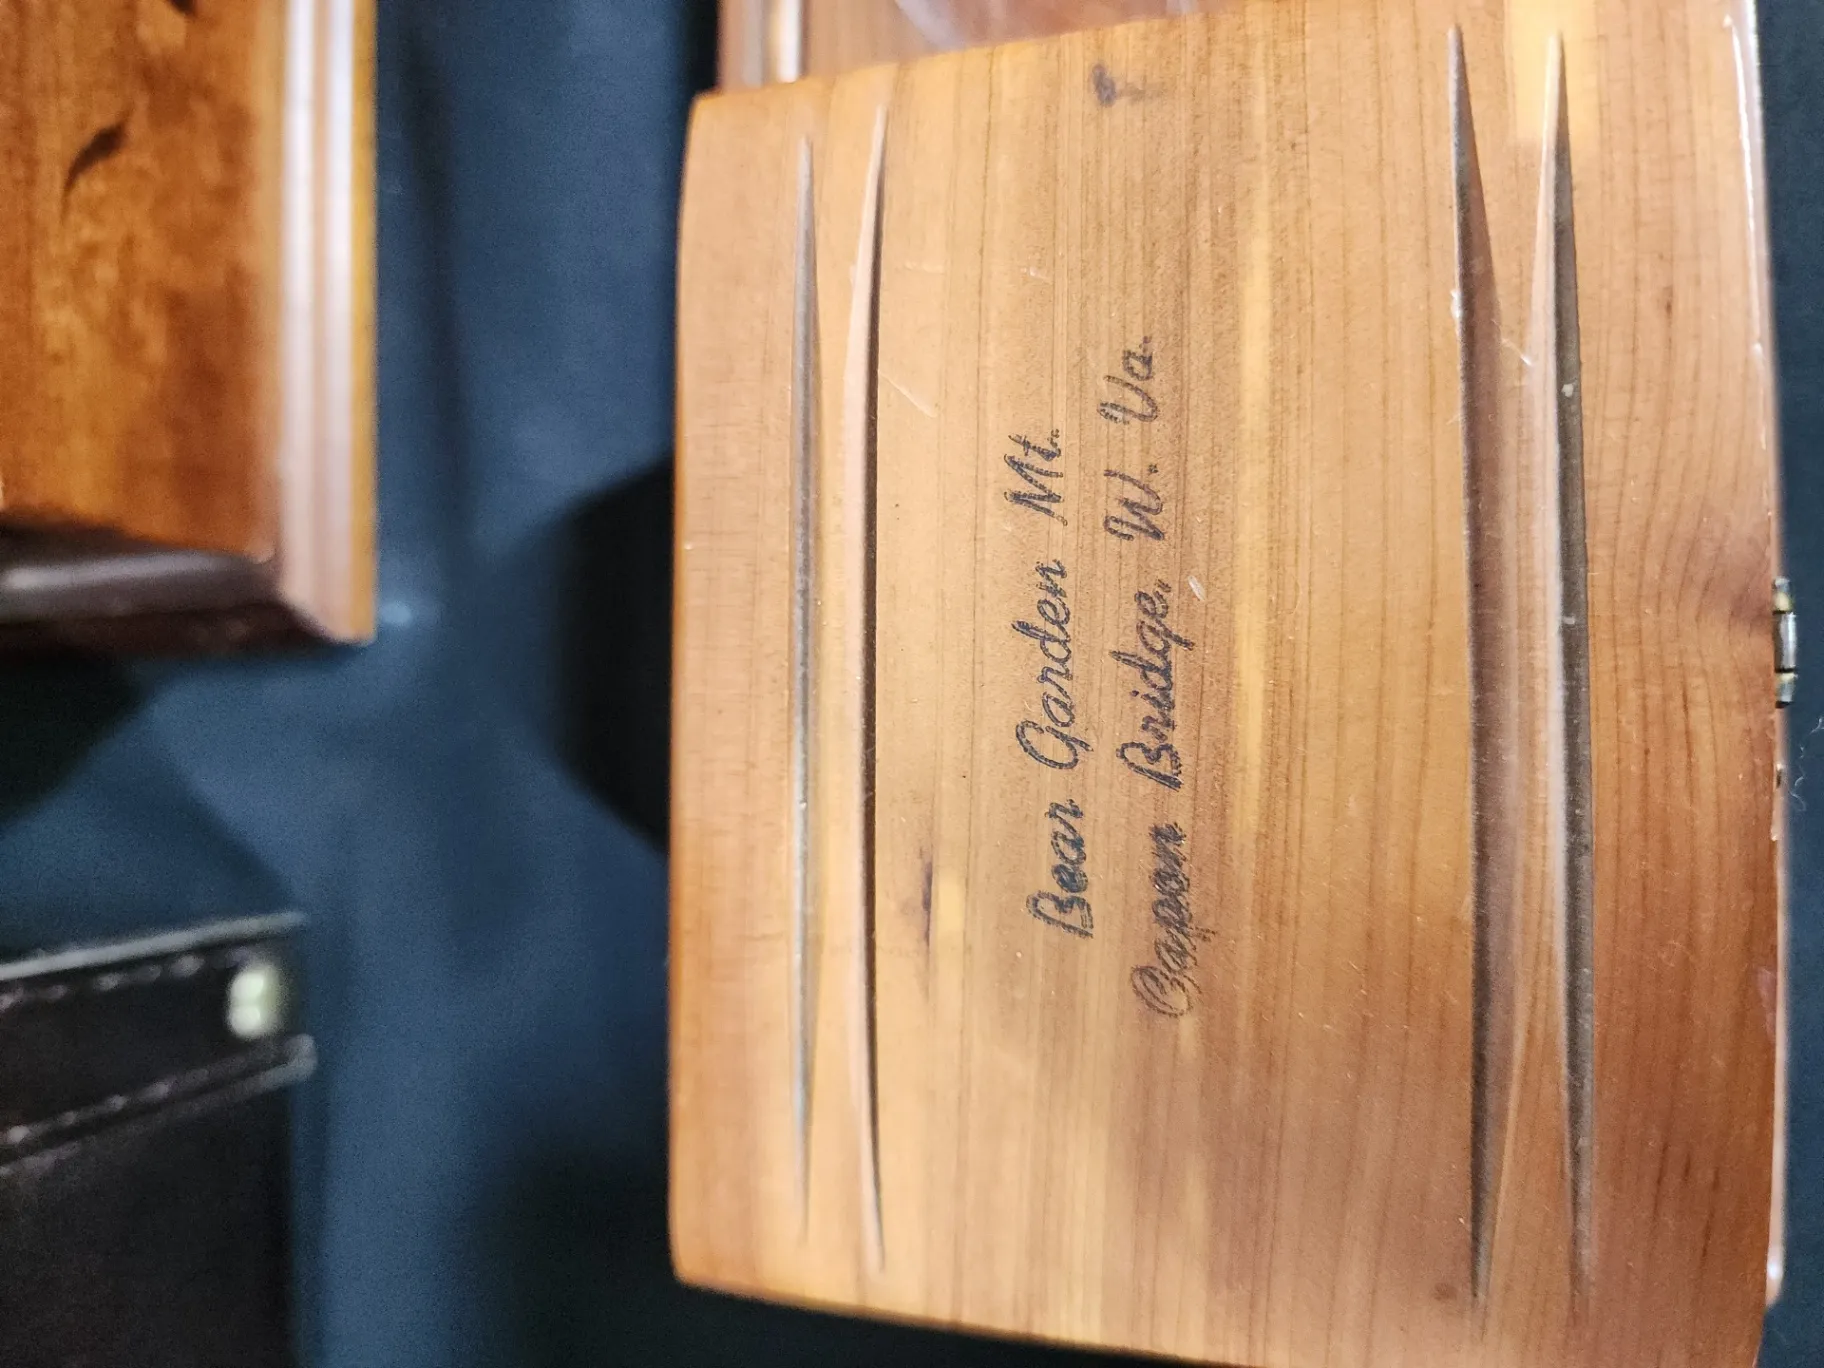 Bear Garden Mt.
Capon Bridge, W. Va.